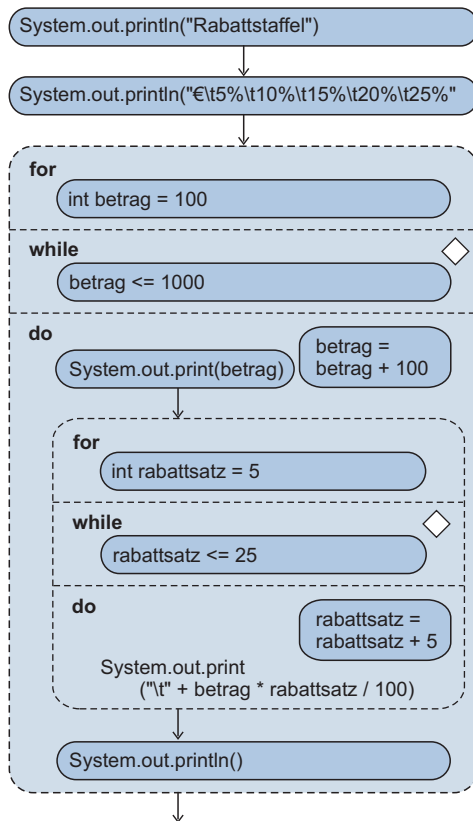 System.out.println("Rabattstaffel")
System.out.println("€\t5%\t10%\t15%\t20%\t25%"
for
int betrag = 100
while
betrag <= 1000
do
System.out.print(betrag)
betrag =
betrag + 100
for
int rabattsatz = 5
while
rabattsatz <= 25
do
rabattsatz =
rabattsatz + 5
System.out.print
("\t" + betrag * rabattsatz / 100)
System.out.println()